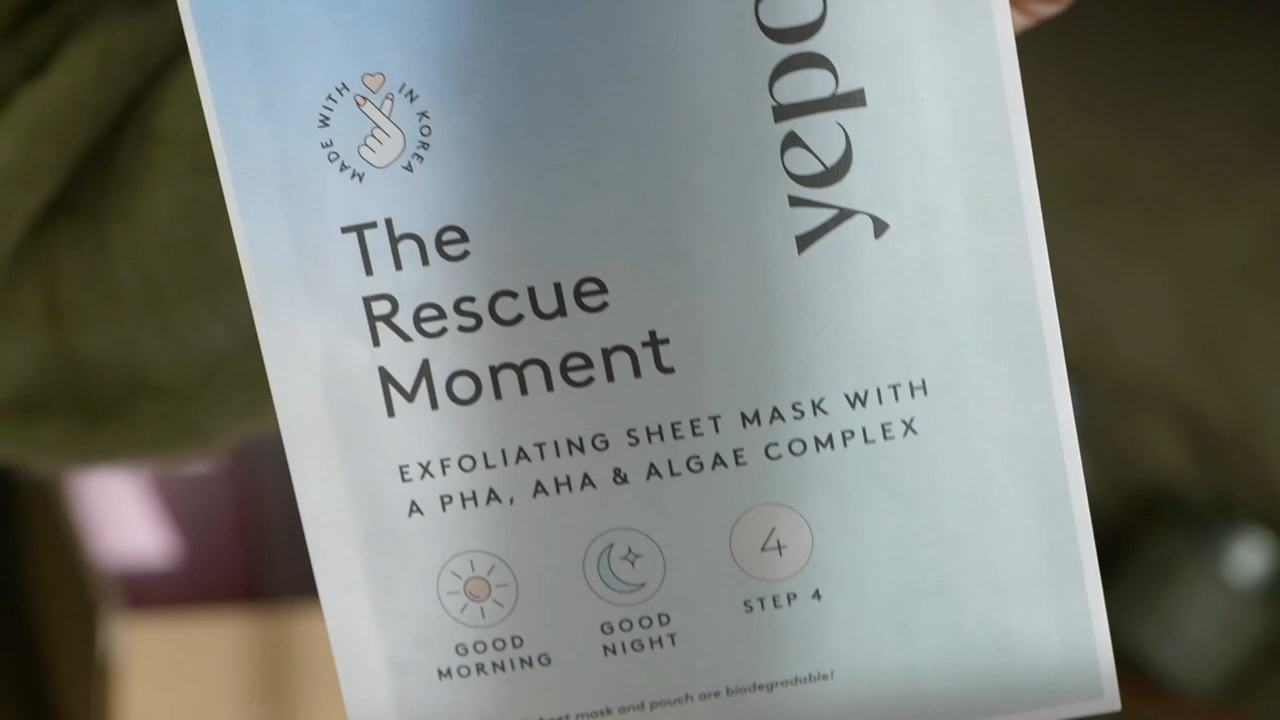 MADE WITH IN KOREA
yepo
The
Rescue
Moment
EXFOLIATING SHEET MASK WITH
A PHA, AHA & ALGAE COMPLEX
4
GOOD
MORNING
GOOD
NIGHT
STEP 4
sheet mask and pouch are biodegradable!